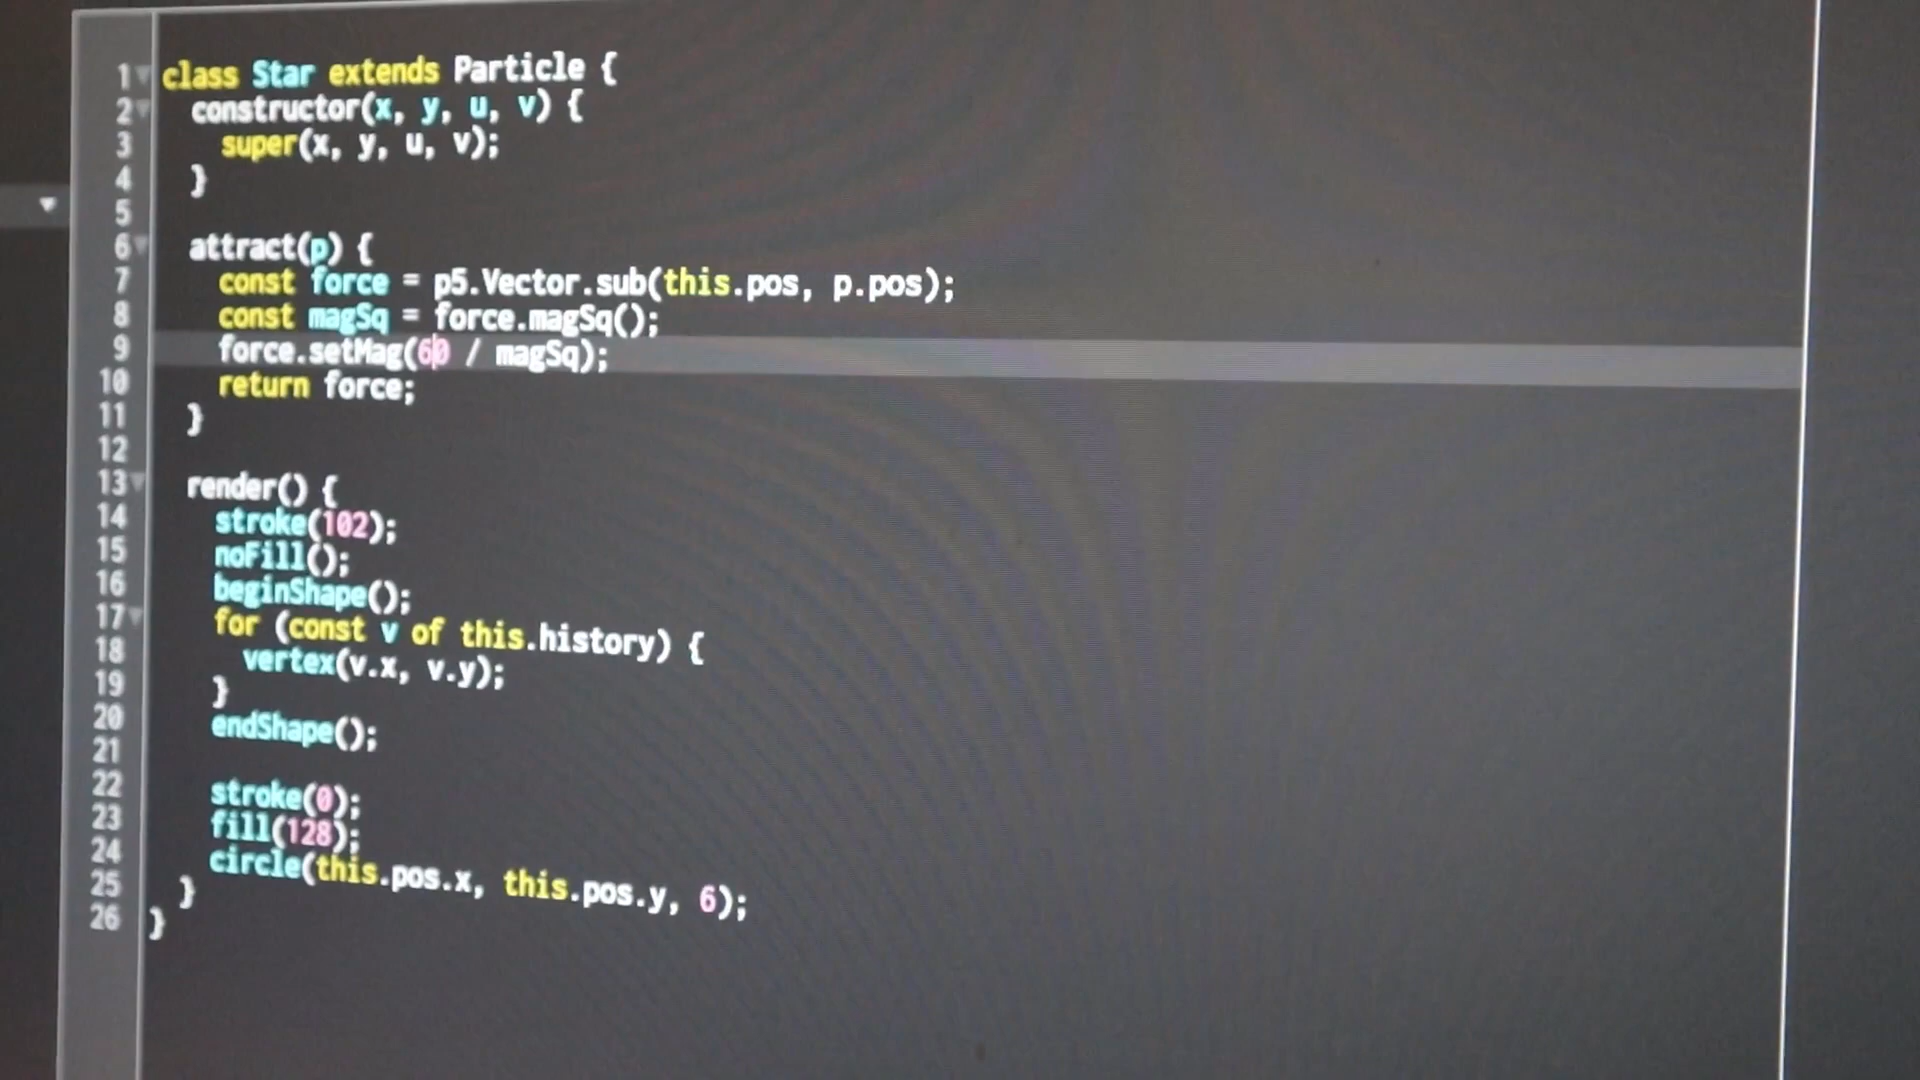 1 class Star extends Particle {
2 constructor(x, y, u, v) {
3 super(x, y, u, v);
4 }
5
6 attract(p) {
7 const force = p5.Vector.sub(this.pos, p.pos);
8 const magSq = force.magSq();
9 force.setMag(60 / magSq);
10 return force;
11 }
12
13 render() {
14 stroke(102);
15 noFill();
16 beginShape();
17 for (const v of this.history) {
18 vertex(v.x, v.y);
19 }
20 endShape();
21
22 stroke(0);
23 fill(128);
24 circle(this.pos.x, this.pos.y, 6);
25 }
26 }